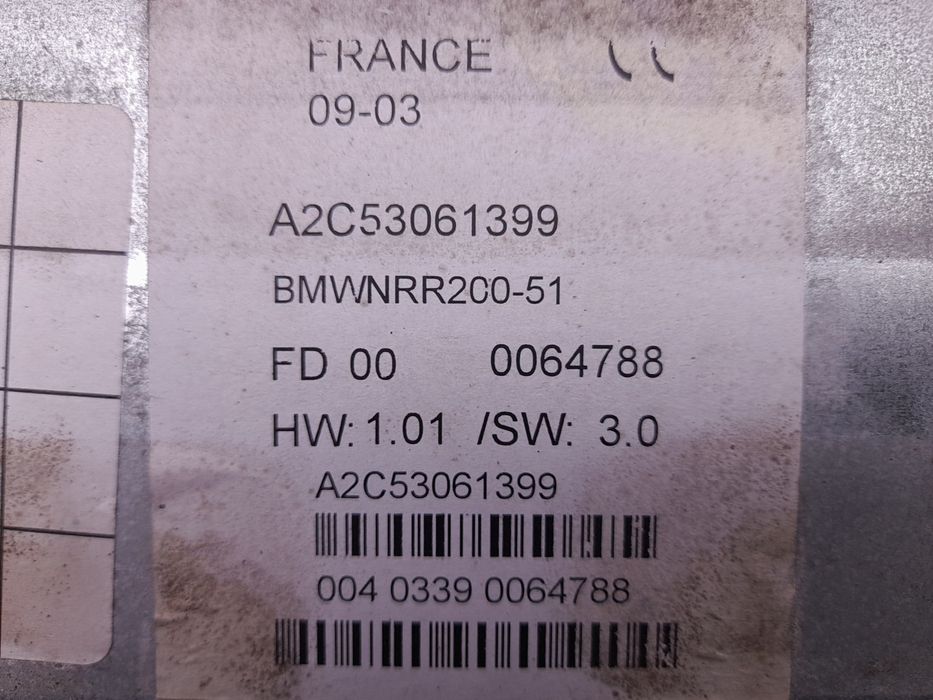 FRANCE
09-03
A2C53061399
BMWNRR200-51
FD 00 0064788
HW: 1.01 /SW: 3.0
A2C53061399
004 0339 0064788